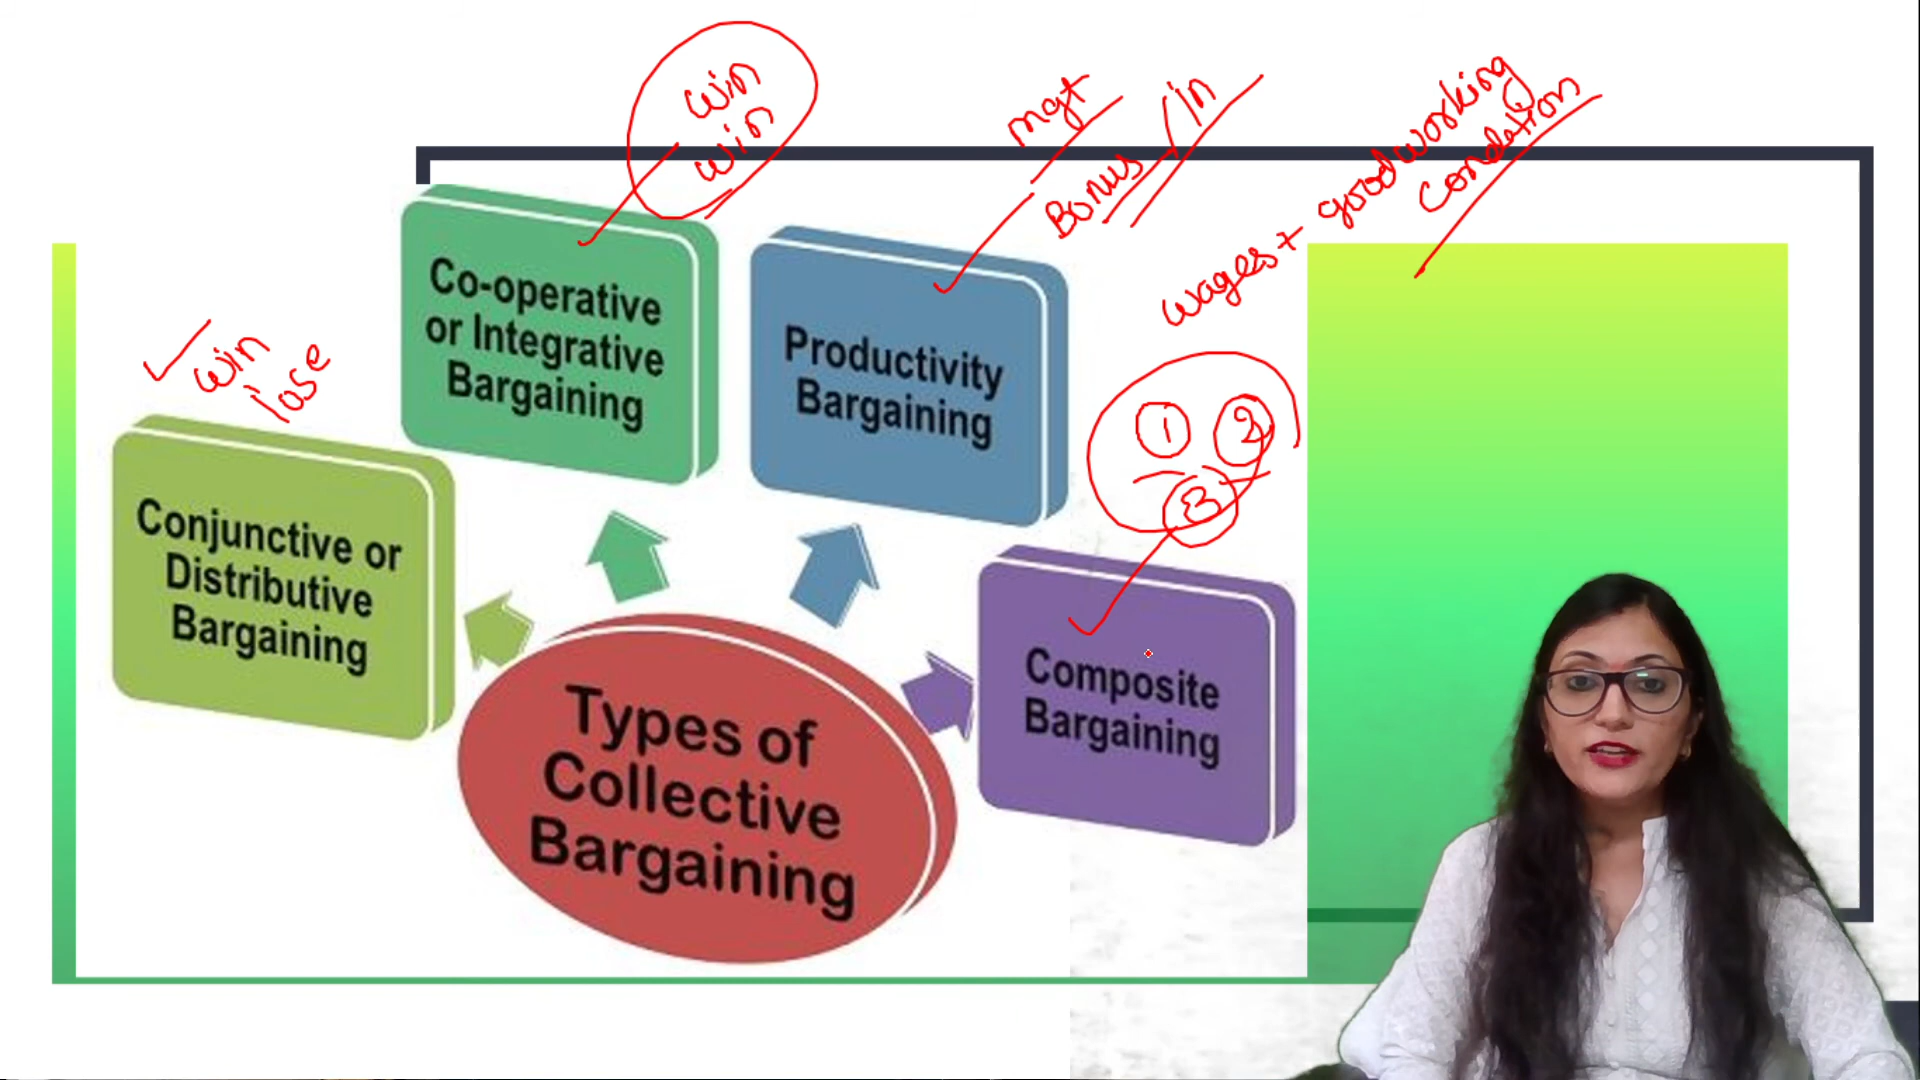 win
win
mgt
Bonus / in
wages + good working
condation
win
lose
Co-operative
or Integrative
Bargaining
Productivity
Bargaining
1 2
3
Conjunctive or
Distributive
Bargaining
Composite
Bargaining
Types of
Collective
Bargaining